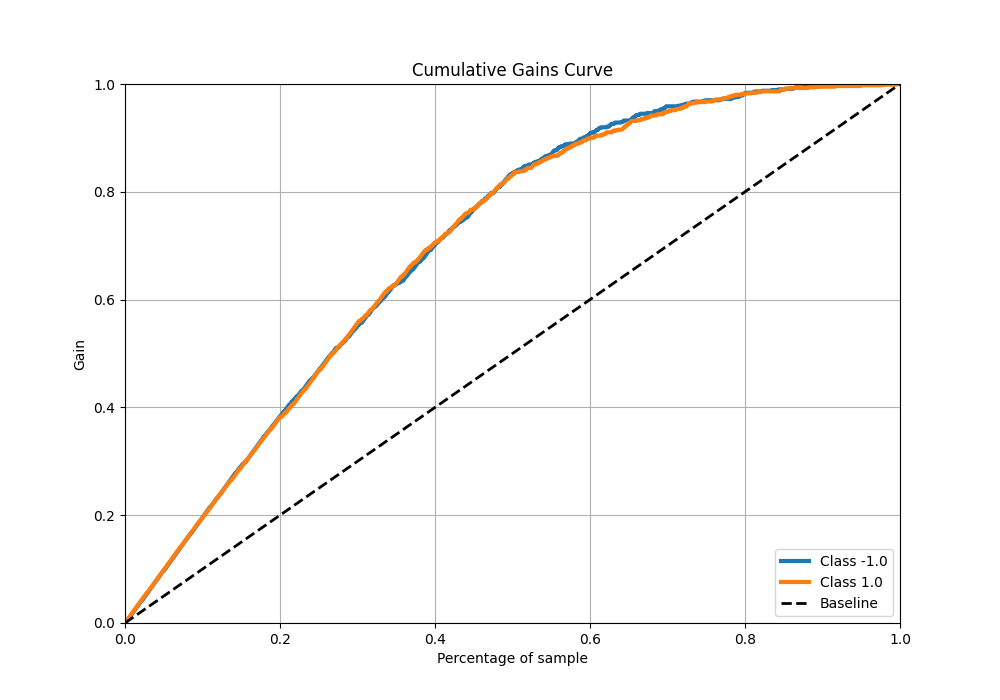 Cumulative Gains Curve
1.0
0.8
0.6
0.4
0.2
0.0
Gain
0.0 0.2 0.4 0.6 0.8 1.0
Percentage of sample
Class -1.0
Class 1.0
Baseline